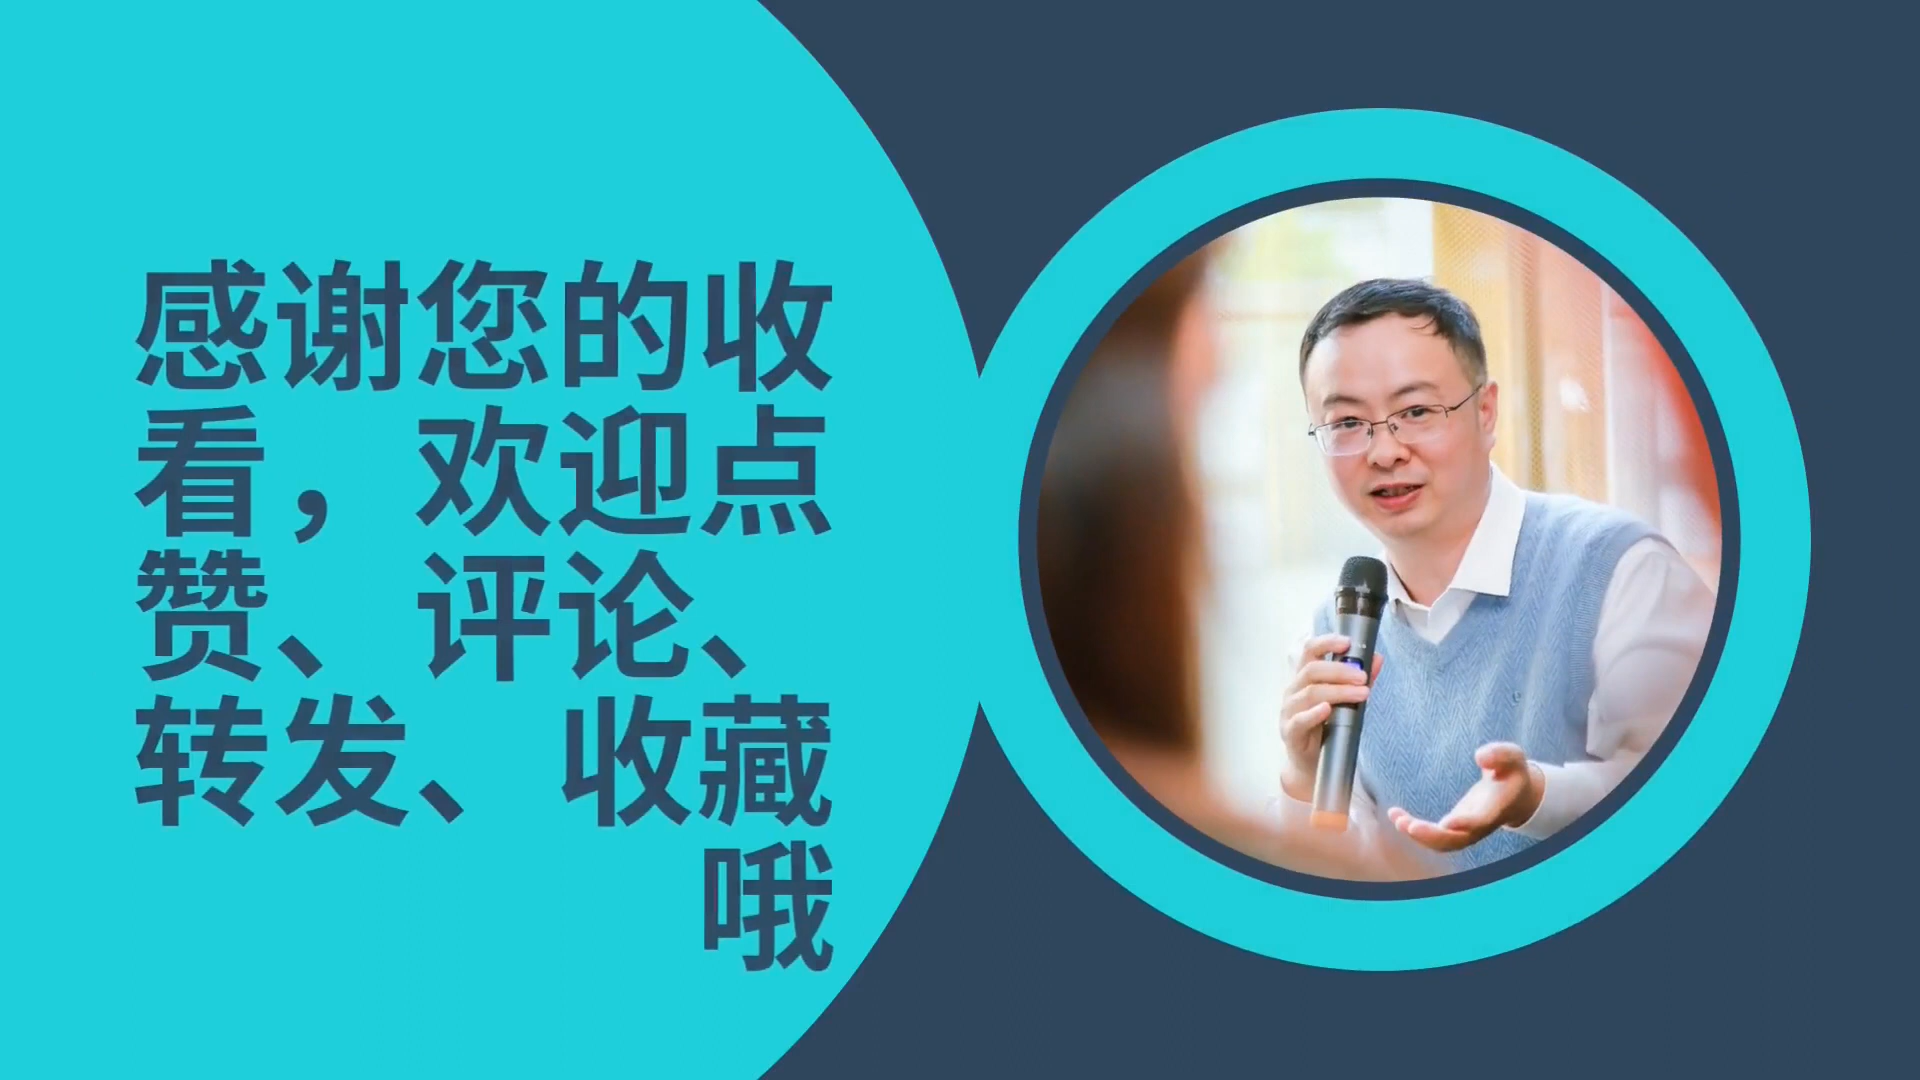 感谢您的收
看，欢迎点
赞、评论、
转发、收藏
哦